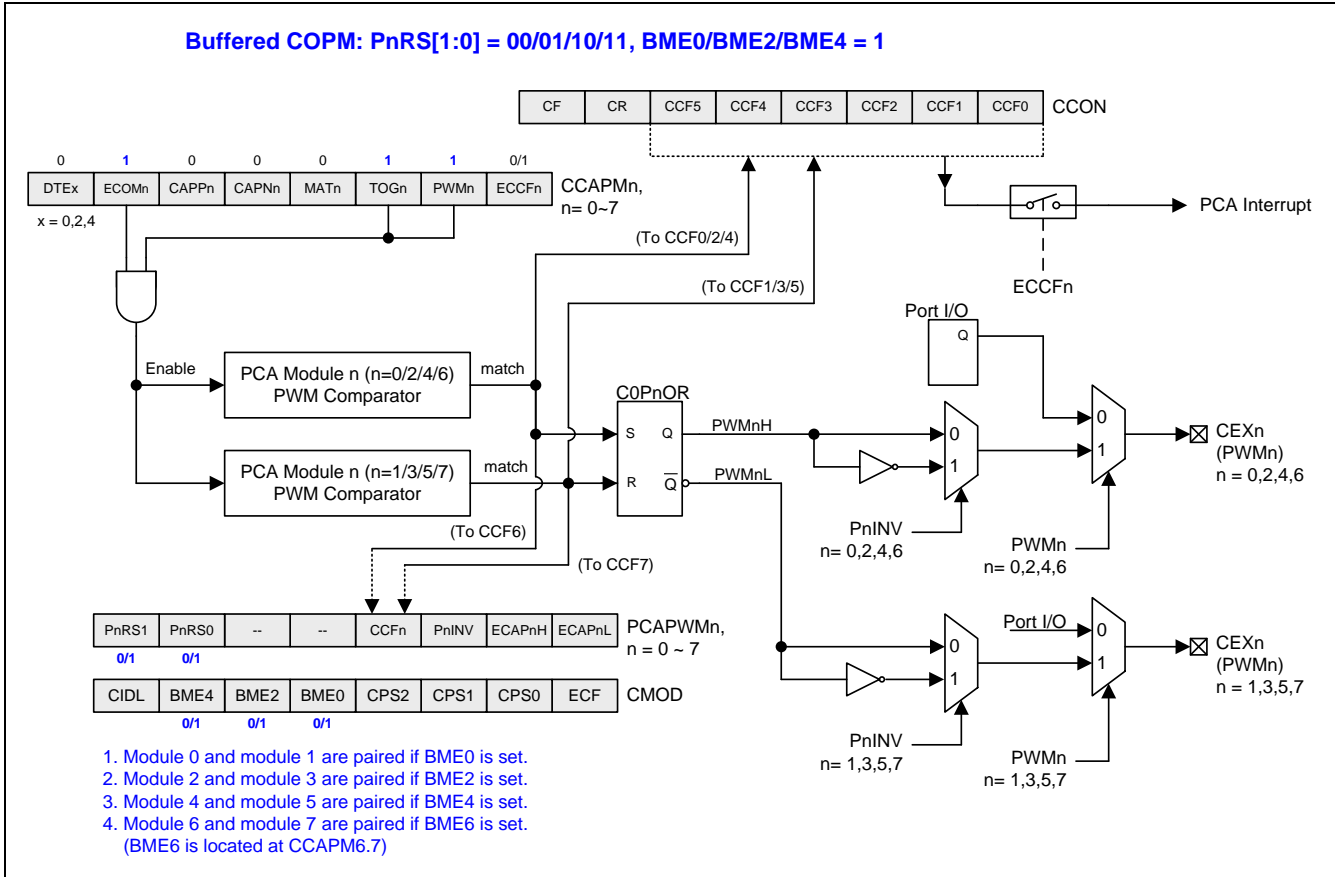 Buffered COPM: PnRS[1:0] = 00/01/10/11, BME0/BME2/BME4 = 1
CF CR CCF5 CCF4 CCF3 CCF2 CCF1 CCF0 CCON
0 1 0 0 0 1 1 0/1
DTEx ECOMn CAPPn CAPNn MATn TOGn PWMn ECCFn CCAPMn,
n= 0~7
x = 0,2,4
PCA Interrupt
(To CCF0/2/4)
(To CCF1/3/5)
ECCFn
Port I/O
Q
Enable
PCA Module n (n=0/2/4/6)
PWM Comparator
match
C0PnOR
S Q
R Q
PWMnH
PWMnL
0
1
0
1
CEXn
(PWMn)
n = 0,2,4,6
PCA Module n (n=1/3/5/7)
PWM Comparator
match
PnINV
n= 0,2,4,6
PWMn
n= 0,2,4,6
(To CCF6)
(To CCF7)
PnRS1 PnRS0 -- -- CCFn PnINV ECAPnH ECAPnL PCAPWMn,
n = 0 ~ 7
0/1 0/1
Port I/O
0
1
0
1
CEXn
(PWMn)
n = 1,3,5,7
CIDL BME4 BME2 BME0 CPS2 CPS1 CPS0 ECF CMOD
0/1 0/1 0/1
PnINV
n= 1,3,5,7
PWMn
n= 1,3,5,7
1. Module 0 and module 1 are paired if BME0 is set.
2. Module 2 and module 3 are paired if BME2 is set.
3. Module 4 and module 5 are paired if BME4 is set.
4. Module 6 and module 7 are paired if BME6 is set.
(BME6 is located at CCAPM6.7)